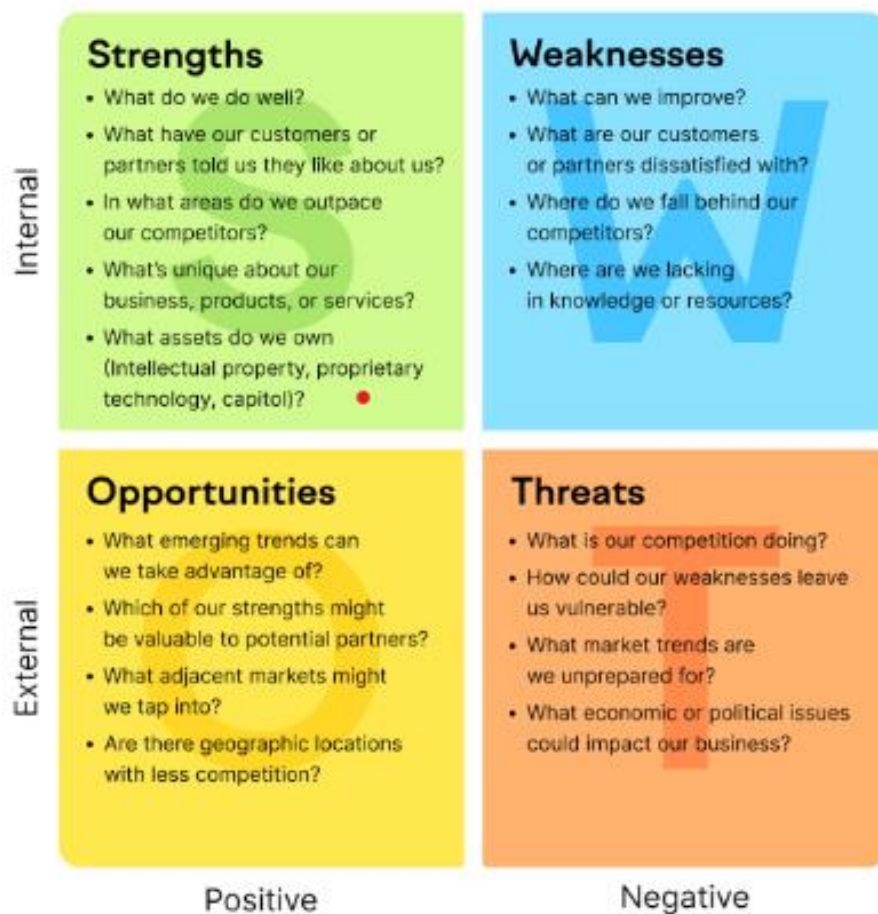 Internal
Strengths
• What do we do well?
• What have our customers or
partners told us they like about us?
• In what areas do we outpace
our competitors?
• What's unique about our
business, products, or services?
• What assets do we own
(Intellectual property, proprietary
technology, capitol)?
S
Weaknesses
• What can we improve?
• What are our customers
or partners dissatisfied with?
• Where do we fall behind our
competitors?
• Where are we lacking
in knowledge or resources?
W
External
Opportunities
• What emerging trends can
we take advantage of?
• Which of our strengths might
be valuable to potential partners?
• What adjacent markets might
we tap into?
• Are there geographic locations
with less competition?
O
Threats
• What is our competition doing?
• How could our weaknesses leave
us vulnerable?
• What market trends are
we unprepared for?
• What economic or political issues
could impact our business?
T
Positive
Negative